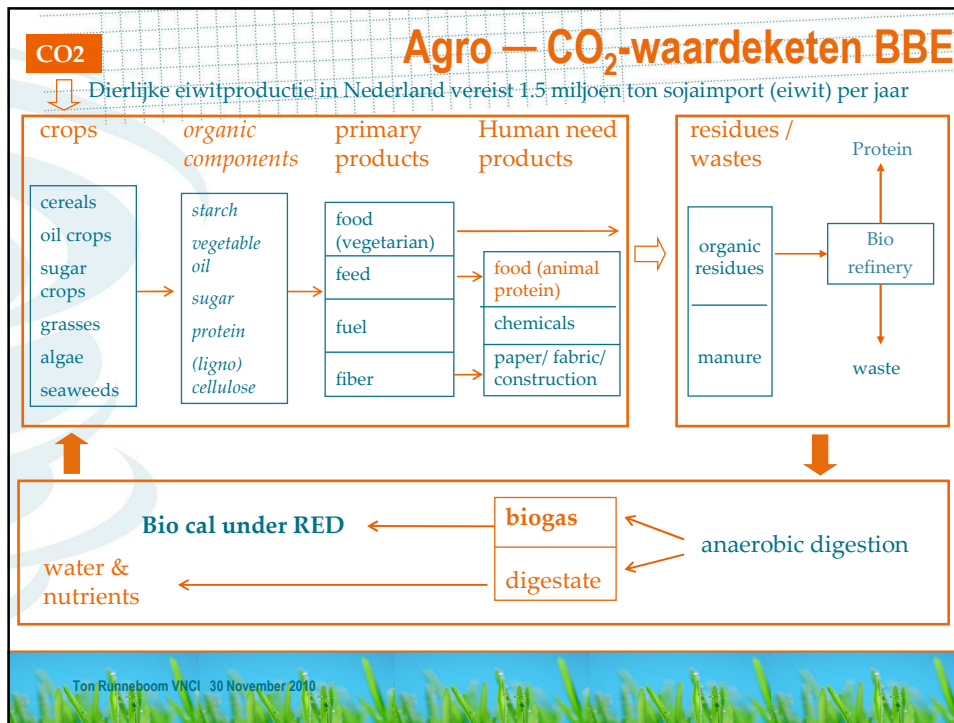 CO2
Agro — CO₂-waardeketen BBE
Dierlijke eiwitproductie in Nederland vereist 1.5 miljoen ton sojaimport (eiwit) per jaar
crops
cereals
oil crops
sugar
crops
grasses
algae
seaweeds
organic
components
starch
vegetable
oil
sugar
protein
(ligno)
cellulose
primary
products
food
(vegetarian)
feed
fuel
fiber
Human need
products
food (animal
protein)
chemicals
paper/ fabric/
construction
residues /
wastes
organic
residues
manure
Protein
Bio
refinery
waste
Bio cal under RED
biogas
anaerobic digestion
digestate
water &
nutrients
Ton Runneboom VNCI 30 November 2010